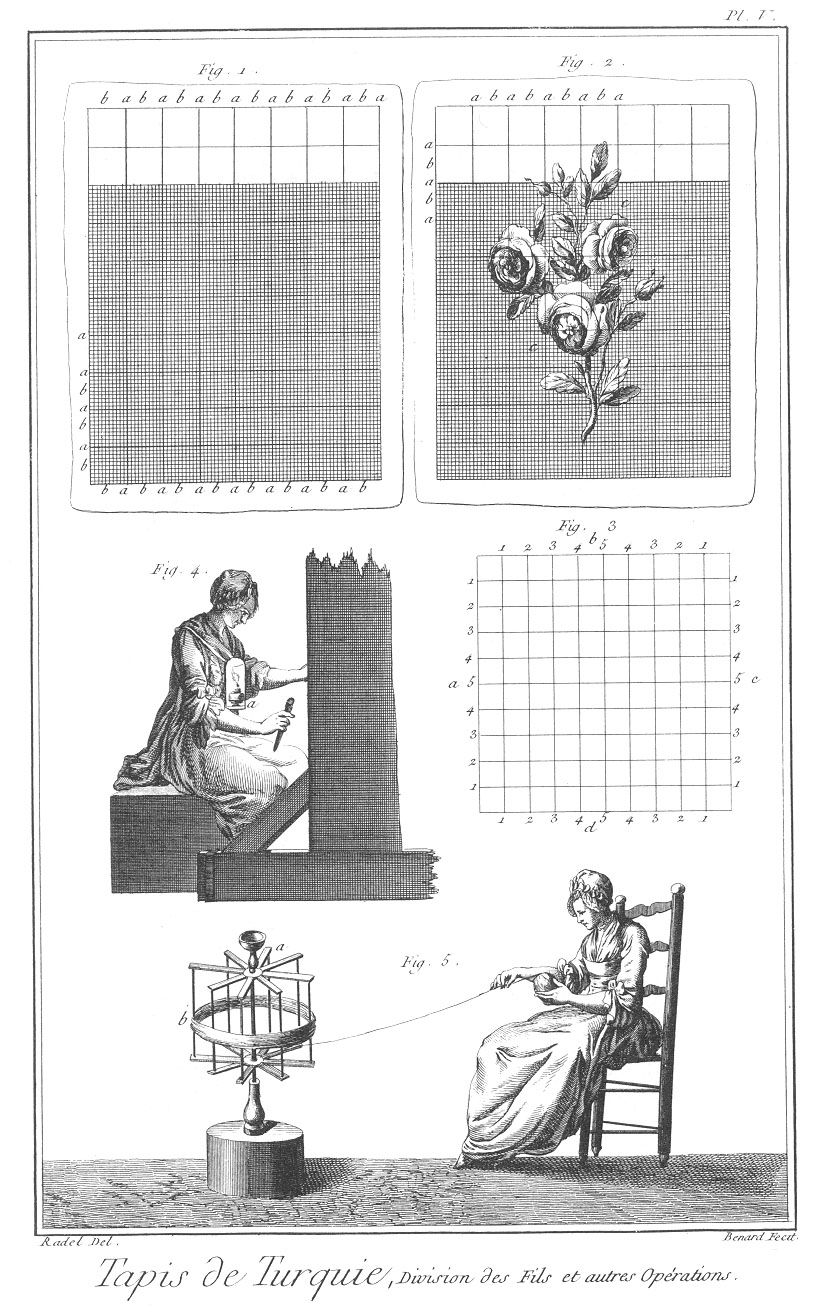 Pl. V.
Fig. 1.
b a b a b a b a b a b a b a b a
a
a
b
a
b
a
b
b a b a b a b a b a b a b a b
Fig. 2.
a b a b a b a b a
a
b
a
b
a
c
c
Fig. 3
b
1 2 3 4 5 4 3 2 1
1 1
2 2
3 3
4 4
a 5 5 c
4 4
3 3
2 2
1 1
1 2 3 4 5 4 3 2 1
d
Fig. 4.
a
Fig. 5.
a
b
Radel Del.
Benard Fecit.
Tapis de Turquie, Division des Fils et autres Opérations.